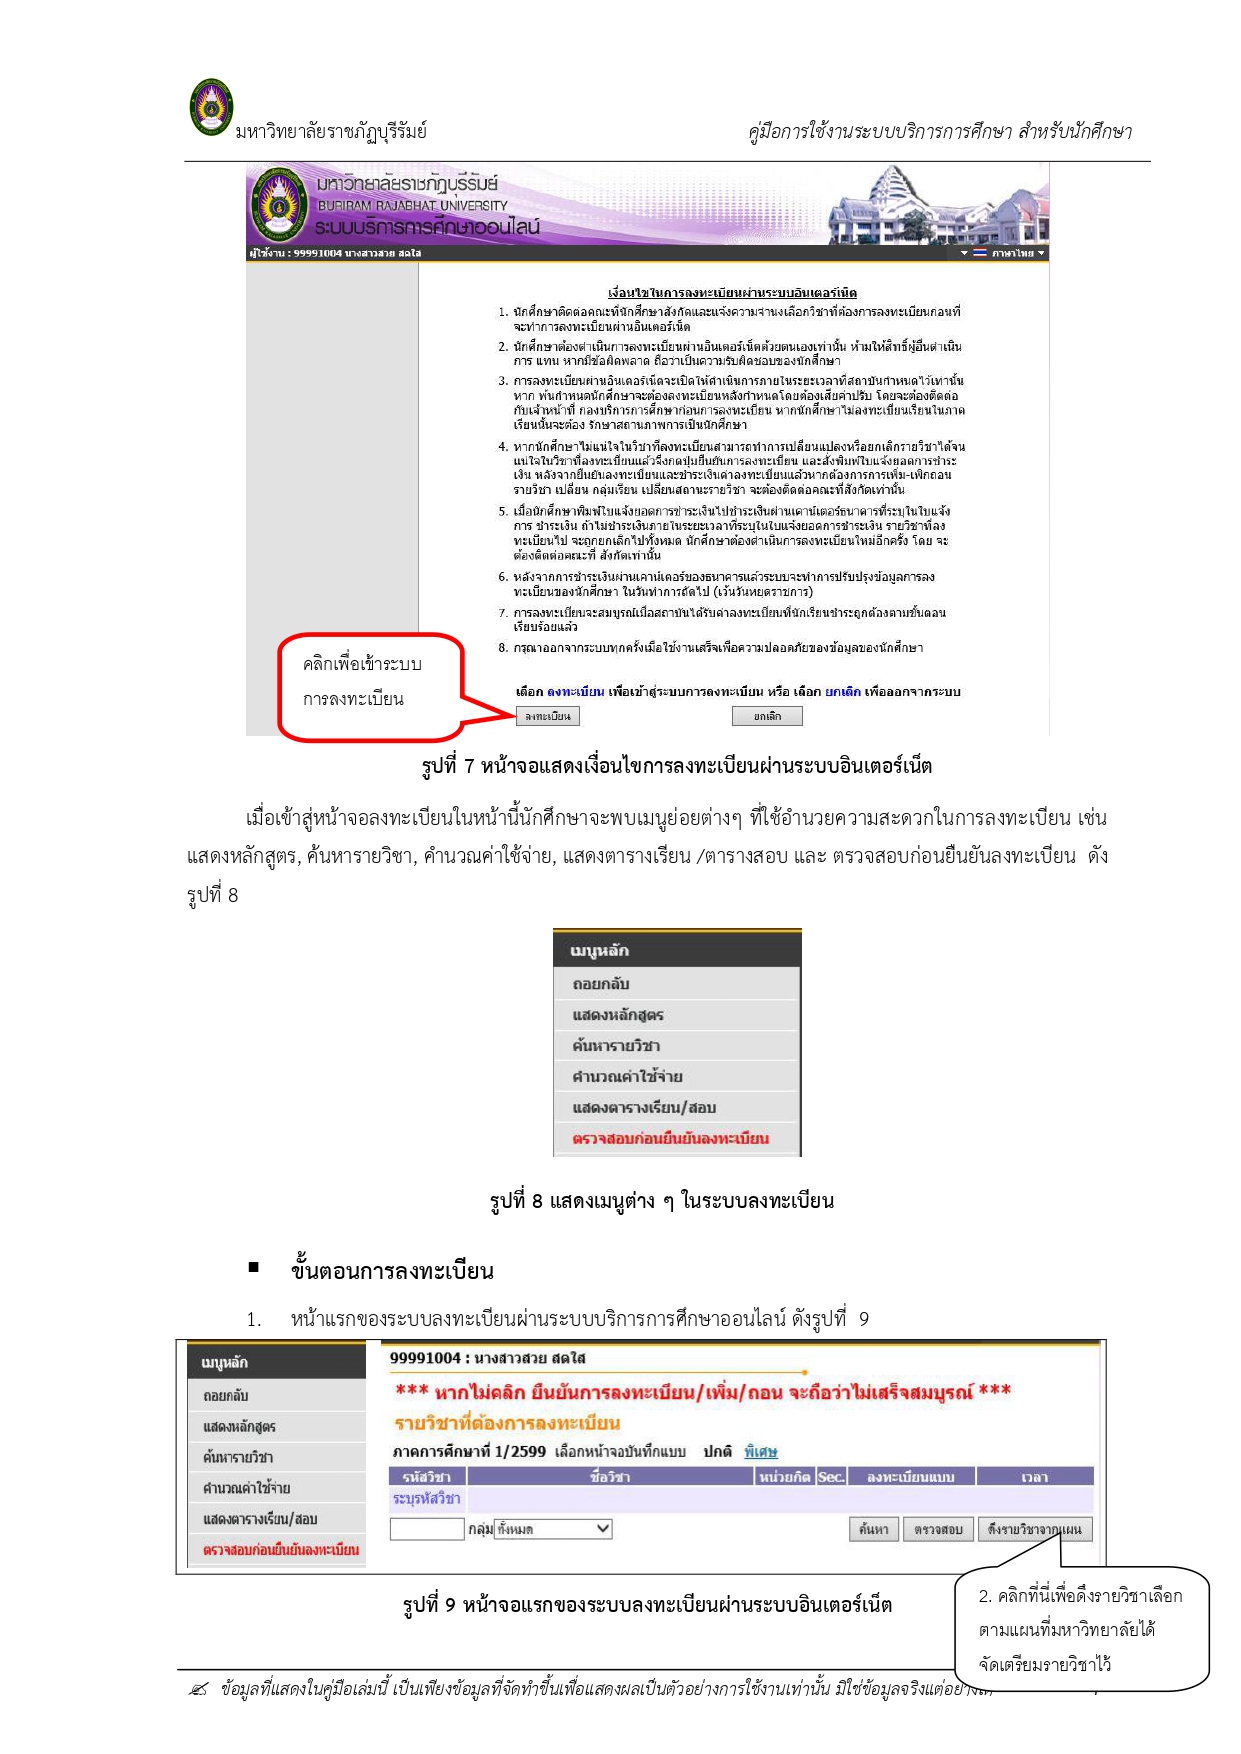 มหาวิทยาลัยราชภัฏบุรีรัมย์
คู่มือการใช้งานระบบบริการการศึกษา สำหรับนักศึกษา
มหาวิทยาลัยราชภัฏบุรีรัมย์
BURIRAM RAJABHAT UNIVERSITY
ระบบบริการการศึกษาออนไลน์
ผู้ใช้งาน : 99991004 นางสาวสวย สดใส
ภาษาไทย
เงื่อนไขในการลงทะเบียนผ่านระบบอินเตอร์เน็ต
1. นักศึกษาติดต่อคณะที่นักศึกษาสังกัดและแจ้งความจำนงเลือกวิชาที่ต้องการลงทะเบียนก่อนที่
จะทำการลงทะเบียนผ่านอินเตอร์เน็ต
2. นักศึกษาต้องดำเนินการลงทะเบียนผ่านอินเตอร์เน็ตด้วยตนเองเท่านั้น ห้ามให้สิทธิ์ผู้อื่นดำเนิน
การ แทน หากมีข้อผิดพลาด ถือว่าเป็นความรับผิดชอบของนักศึกษา
3. การลงทะเบียนผ่านอินเตอร์เน็ตจะเปิดให้ดำเนินการภายในระยะเวลาที่สถาบันกำหนดไว้เท่านั้น
หาก พ้นกำหนดนักศึกษาจะต้องลงทะเบียนหลังกำหนดโดยต้องเสียค่าปรับ โดยจะต้องติดต่อ
กับเจ้าหน้าที่ กองบริการการศึกษาก่อนการลงทะเบียน หากนักศึกษาไม่ลงทะเบียนเรียนในภาค
เรียนนั้นจะต้อง รักษาสถานภาพการเป็นนักศึกษา
4. หากนักศึกษาไม่แน่ใจในวิชาที่ลงทะเบียนสามารถทำการเปลี่ยนแปลงหรือยกเลิกรายวิชาได้จน
แน่ใจในวิชาที่ลงทะเบียนแล้วจึงกดปุ่มยืนยันการลงทะเบียน และสั่งพิมพ์ใบแจ้งยอดการชำระ
เงิน หลังจากยืนยันลงทะเบียนและชำระเงินค่าลงทะเบียนแล้วหากต้องการการเพิ่ม-เพิกถอน
รายวิชา เปลี่ยน กลุ่มเรียน เปลี่ยนสถานะรายวิชา จะต้องติดต่อคณะที่สังกัดเท่านั้น
5. เมื่อนักศึกษาพิมพ์ใบแจ้งยอดการชำระเงินไปชำระเงินผ่านเคาน์เตอร์ธนาคารที่ระบุในใบแจ้ง
การ ชำระเงิน ถ้าไม่ชำระเงินภายในระยะเวลาที่ระบุในใบแจ้งยอดการชำระเงิน รายวิชาที่ลง
ทะเบียนไป จะถูกยกเลิกไปทั้งหมด นักศึกษาต้องดำเนินการลงทะเบียนใหม่อีกครั้ง โดย จะ
ต้องติดต่อคณะที่ สังกัดเท่านั้น
6. หลังจากการชำระเงินผ่านเคาน์เตอร์ของธนาคารแล้วระบบจะทำการปรับปรุงข้อมูลการลง
ทะเบียนของนักศึกษา ในวันทำการถัดไป (เว้นวันหยุดราชการ)
7. การลงทะเบียนจะสมบูรณ์เมื่อสถาบันได้รับค่าลงทะเบียนที่นักเรียนชำระถูกต้องตามขั้นตอน
เรียบร้อยแล้ว
8. กรุณาออกจากระบบทุกครั้งเมื่อใช้งานเสร็จเพื่อความปลอดภัยของข้อมูลของนักศึกษา
คลิกเพื่อเข้าระบบ
การลงทะเบียน
เลือก ลงทะเบียน เพื่อเข้าสู่ระบบการลงทะเบียน หรือ เลือก ยกเลิก เพื่อออกจากระบบ
ลงทะเบียน
ยกเลิก
รูปที่ 7 หน้าจอแสดงเงื่อนไขการลงทะเบียนผ่านระบบอินเตอร์เน็ต
เมื่อเข้าสู่หน้าจอลงทะเบียนในหน้านี้นักศึกษาจะพบเมนูย่อยต่างๆ ที่ใช้อำนวยความสะดวกในการลงทะเบียน เช่น
แสดงหลักสูตร, ค้นหารายวิชา, คำนวณค่าใช้จ่าย, แสดงตารางเรียน /ตารางสอบ และ ตรวจสอบก่อนยืนยันลงทะเบียน ดัง
รูปที่ 8
เมนูหลัก
ถอยกลับ
แสดงหลักสูตร
ค้นหารายวิชา
คำนวณค่าใช้จ่าย
แสดงตารางเรียน/สอบ
ตรวจสอบก่อนยืนยันลงทะเบียน
รูปที่ 8 แสดงเมนูต่าง ๆ ในระบบลงทะเบียน
ขั้นตอนการลงทะเบียน
1. หน้าแรกของระบบลงทะเบียนผ่านระบบบริการการศึกษาออนไลน์ ดังรูปที่ 9
เมนูหลัก
ถอยกลับ
แสดงหลักสูตร
ค้นหารายวิชา
คำนวณค่าใช้จ่าย
แสดงตารางเรียน/สอบ
ตรวจสอบก่อนยืนยันลงทะเบียน
99991004 : นางสาวสวย สดใส
*** หากไม่คลิก ยืนยันการลงทะเบียน/เพิ่ม/ถอน จะถือว่าไม่เสร็จสมบูรณ์ ***
รายวิชาที่ต้องการลงทะเบียน
ภาคการศึกษาที่ 1/2599 เลือกหน้าจอบันทึกแบบ ปกติ พิเศษ
รหัสวิชา ชื่อวิชา หน่วยกิต Sec. ลงทะเบียนแบบ เวลา
ระบุรหัสวิชา
กลุ่ม ทั้งหมด ค้นหา ตรวจสอบ ดึงรายวิชาจากแผน
2. คลิกที่นี่เพื่อดึงรายวิชาเลือก
ตามแผนที่มหาวิทยาลัยได้
จัดเตรียมรายวิชาไว้
รูปที่ 9 หน้าจอแรกของระบบลงทะเบียนผ่านระบบอินเตอร์เน็ต
ข้อมูลที่แสดงในคู่มือเล่มนี้ เป็นเพียงข้อมูลที่จัดทำขึ้นเพื่อแสดงผลเป็นตัวอย่างการใช้งานเท่านั้น มิใช่ข้อมูลจริงแต่อย่างใด